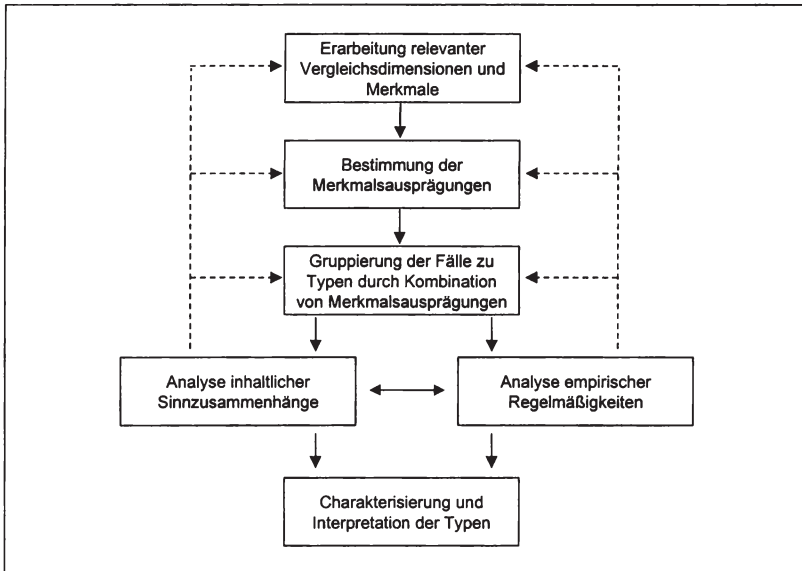 Erarbeitung relevanter
Vergleichsdimensionen und
Merkmale
Bestimmung der
Merkmalsausprägungen
Gruppierung der Fälle zu
Typen durch Kombination
von Merkmalsausprägungen
Analyse inhaltlicher
Sinnzusammenhänge
Analyse empirischer
Regelmäßigkeiten
Charakterisierung und
Interpretation der Typen